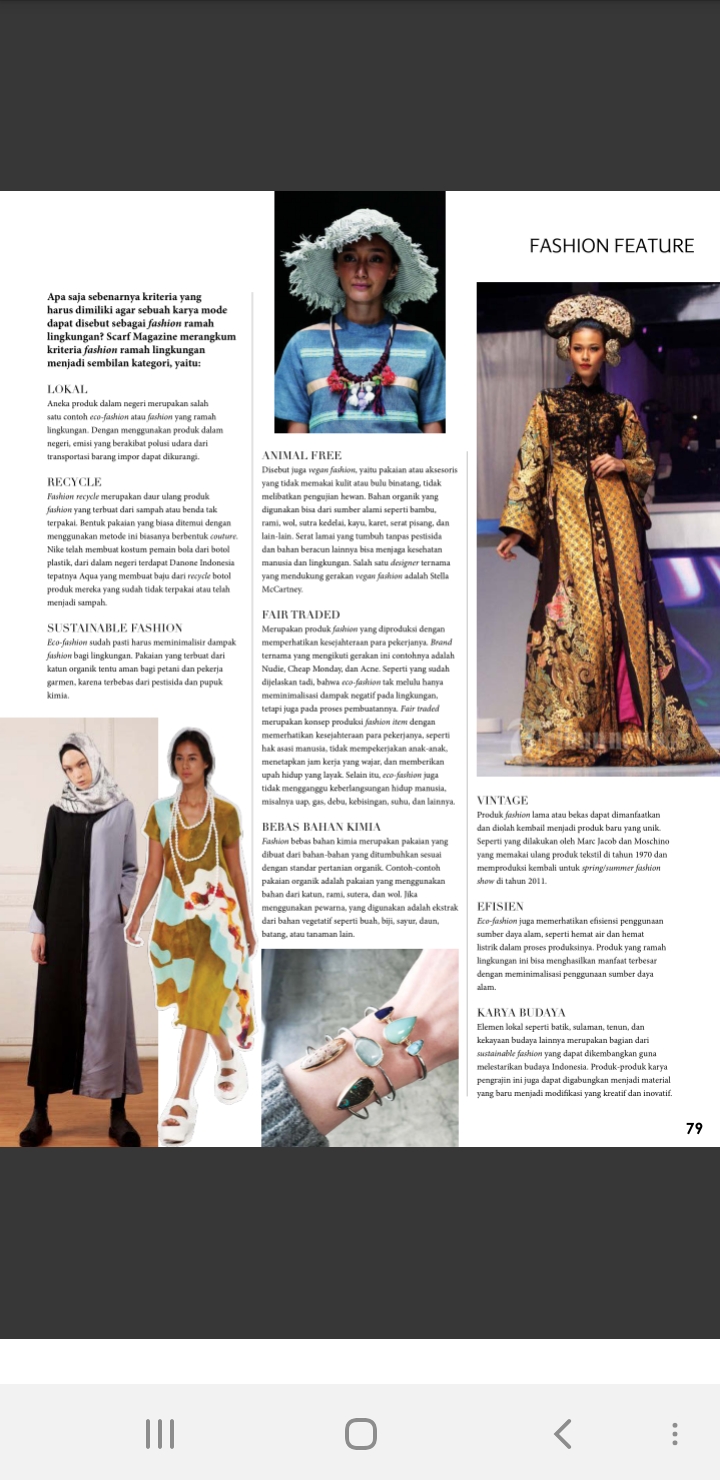 FASHION FEATURE
Apa saja sebenarnya kriteria yang
harus dimiliki agar sebuah karya mode
dapat disebut sebagai fashion ramah
lingkungan? Scarf Magazine merangkum
kriteria fashion ramah lingkungan
menjadi sembilan kategori, yaitu:
LOKAL
Aneka produk dalam negeri merupakan salah
satu contoh eco-fashion atau fashion yang ramah
lingkungan. Dengan menggunakan produk dalam
negeri, emisi yang berakibat polusi udara dari
transportasi barang impor dapat dikurangi.
RECYCLE
Fashion recycle merupakan daur ulang produk
fashion yang terbuat dari sampah atau benda tak
terpakai. Bentuk pakaian yang biasa ditemui dengan
menggunakan metode ini biasanya berbentuk couture.
Nike telah membuat kostum pemain bola dari botol
plastik, dari dalam negeri terdapat Danone Indonesia
tepatnya Aqua yang membuat baju dari recycle botol
produk mereka yang sudah tidak terpakai atau telah
menjadi sampah.
SUSTAINABLE FASHION
Eco-fashion sudah pasti harus meminimalisir dampak
fashion bagi lingkungan. Pakaian yang terbuat dari
katun organik tentu aman bagi petani dan pekerja
garmen, karena terbebas dari pestisida dan pupuk
kimia.
ANIMAL FREE
Disebut juga vegan fashion, yaitu pakaian atau aksesoris
yang tidak memakai kulit atau bulu binatang, tidak
melibatkan pengujian hewan. Bahan organik yang
digunakan bisa dari sumber alami seperti bambu,
rami, wol, sutra kedelai, kayu, karet, serat pisang, dan
lain-lain. Serat lamai yang tumbuh tanpas pestisida
dan bahan beracun lainnya bisa menjaga kesehatan
manusia dan lingkungan. Salah satu designer ternama
yang mendukung gerakan vegan fashion adalah Stella
McCartney.
FAIR TRADED
Merupakan produk fashion yang diproduksi dengan
memperhatikan kesejahteraan para pekerjanya. Brand
ternama yang mengikuti gerakan ini contohnya adalah
Nudie, Cheap Monday, dan Acne. Seperti yang sudah
dijelaskan tadi, bahwa eco-fashion tak melulu hanya
meminimalisasi dampak negatif pada lingkungan,
tetapi juga pada proses pembuatannya. Fair traded
merupakan konsep produksi fashion item dengan
memerhatikan kesejahteraan para pekerjanya, seperti
hak asasi manusia, tidak mempekerjakan anak-anak,
menetapkan jam kerja yang wajar, dan memberikan
upah hidup yang layak. Selain itu, eco-fashion juga
tidak mengganggu keberlangsungan hidup manusia,
misalnya uap, gas, debu, kebisingan, suhu, dan lainnya.
BEBAS BAHAN KIMIA
Fashion bebas bahan kimia merupakan pakaian yang
dibuat dari bahan-bahan yang ditumbuhkan sesuai
dengan standar pertanian organik. Contoh-contoh
pakaian organik adalah pakaian yang menggunakan
bahan dari katun, rami, sutera, dan wol. Jika
menggunakan pewarna, yang digunakan adalah ekstrak
dari bahan vegetatif seperti buah, biji, sayur, daun,
batang, atau tanaman lain.
VINTAGE
Produk fashion lama atau bekas dapat dimanfaatkan
dan diolah kembail menjadi produk baru yang unik.
Seperti yang dilakukan oleh Marc Jacob dan Moschino
yang memakai ulang produk tekstil di tahun 1970 dan
memproduksi kembali untuk spring/summer fashion
show di tahun 2011.
EFISIEN
Eco-fashion juga memerhatikan efisiensi penggunaan
sumber daya alam, seperti hemat air dan hemat
listrik dalam proses produksinya. Produk yang ramah
lingkungan ini bisa menghasilkan manfaat terbesar
dengan meminimalisasi penggunaan sumber daya
alam.
KARYA BUDAYA
Elemen lokal seperti batik, sulaman, tenun, dan
kekayaan budaya lainnya merupakan bagian dari
sustainable fashion yang dapat dikembangkan guna
melestarikan budaya Indonesia. Produk-produk karya
pengrajin ini juga dapat digabungkan menjadi material
yang baru menjadi modifikasi yang kreatif dan inovatif.
79